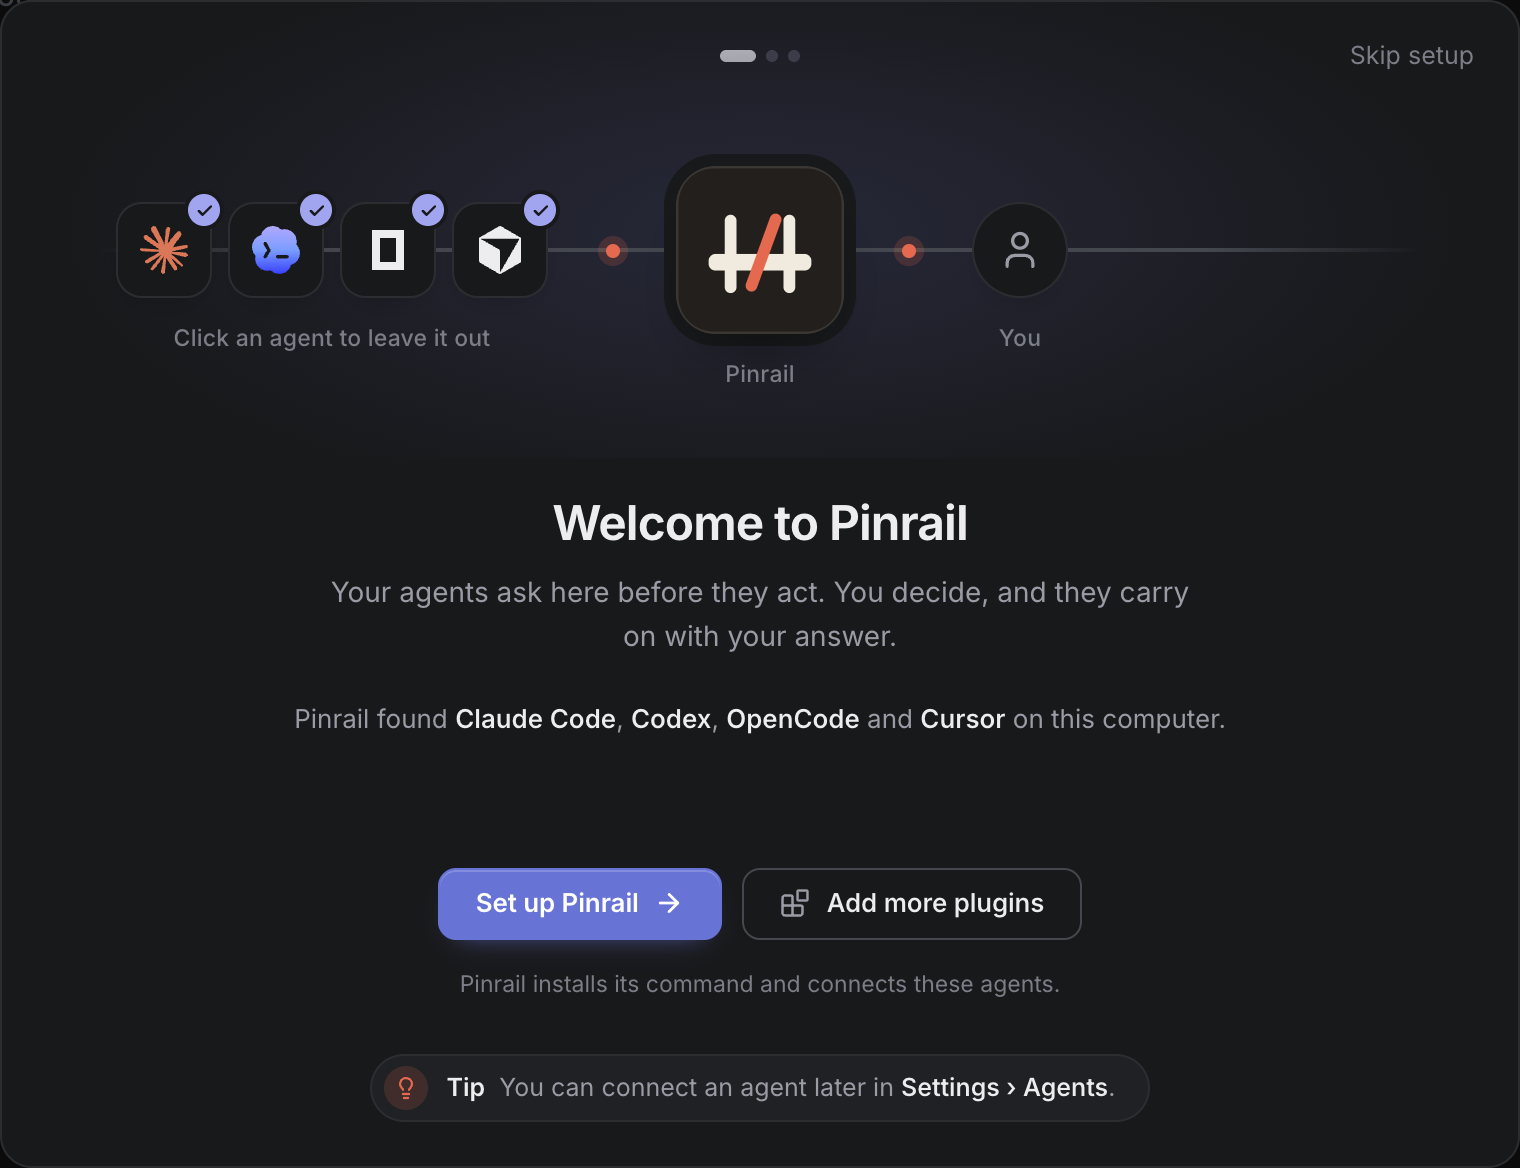 Skip setup
Click an agent to leave it out
Pinrail
You
Welcome to Pinrail
Your agents ask here before they act. You decide, and they carry
on with your answer.
Pinrail found Claude Code, Codex, OpenCode and Cursor on this computer.
Set up Pinrail
Add more plugins
Pinrail installs its command and connects these agents.
Tip You can connect an agent later in Settings › Agents.